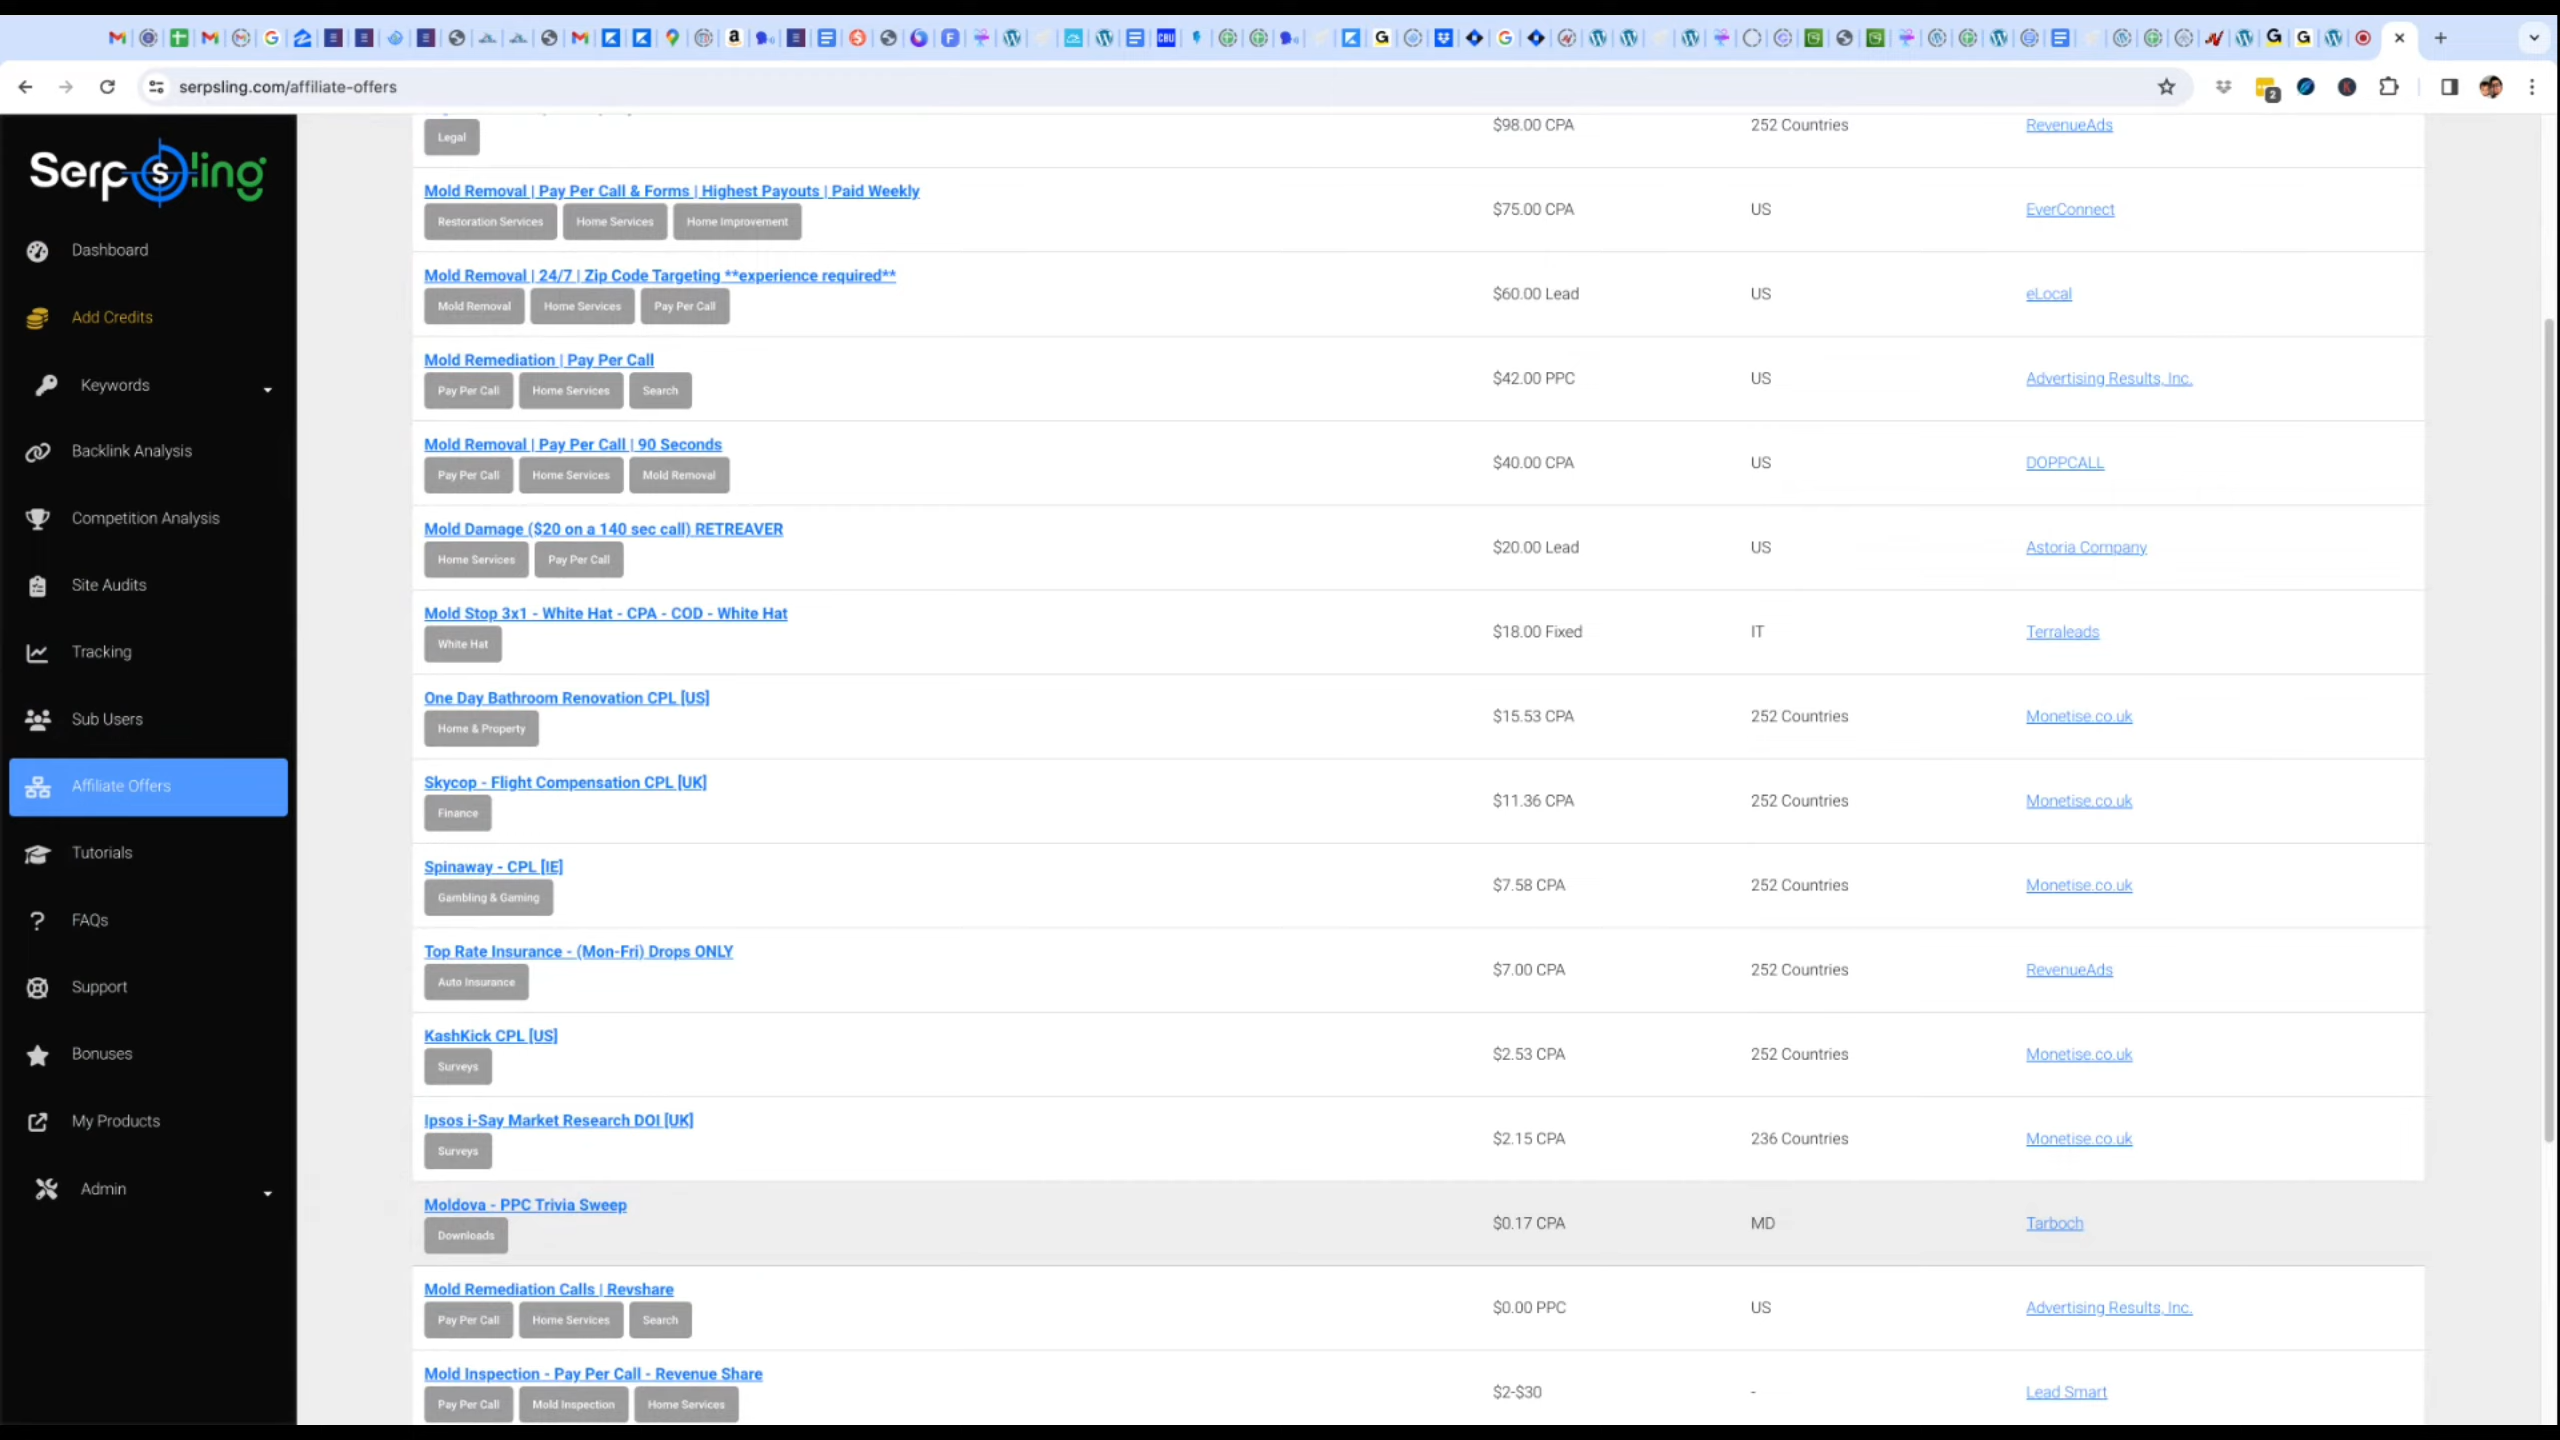 serpsling.com/affiliate-offers
2
Serpsling
Dashboard
Add Credits
Keywords
Backlink Analysis
Competition Analysis
Site Audits
Tracking
Sub Users
Affiliate Offers
Tutorials
FAQs
Support
Bonuses
My Products
Admin
$98.00 CPA 252 Countries RevenueAds
Legal
Mold Removal | Pay Per Call & Forms | Highest Payouts | Paid Weekly
$75.00 CPA US EverConnect
Restoration Services Home Services Home Improvement
Mold Removal | 24/7 | Zip Code Targeting **experience required**
$60.00 Lead US eLocal
Mold Removal Home Services Pay Per Call
Mold Remediation | Pay Per Call
$42.00 PPC US Advertising Results, Inc.
Pay Per Call Home Services Search
Mold Removal | Pay Per Call | 90 Seconds
$40.00 CPA US DOPPCALL
Pay Per Call Home Services Mold Removal
Mold Damage ($20 on a 140 sec call) RETREAVER
$20.00 Lead US Astoria Company
Home Services Pay Per Call
Mold Stop 3x1 - White Hat - CPA - COD - White Hat
$18.00 Fixed IT Terraleads
White Hat
One Day Bathroom Renovation CPL [US]
$15.53 CPA 252 Countries Monetise.co.uk
Home & Property
Skycop - Flight Compensation CPL [UK]
$11.36 CPA 252 Countries Monetise.co.uk
Finance
Spinaway - CPL [IE]
$7.58 CPA 252 Countries Monetise.co.uk
Gambling & Gaming
Top Rate Insurance - (Mon-Fri) Drops ONLY
$7.00 CPA 252 Countries RevenueAds
Auto Insurance
KashKick CPL [US]
$2.53 CPA 252 Countries Monetise.co.uk
Surveys
Ipsos i-Say Market Research DOI [UK]
$2.15 CPA 236 Countries Monetise.co.uk
Surveys
Moldova - PPC Trivia Sweep
$0.17 CPA MD Tarboch
Downloads
Mold Remediation Calls | Revshare
$0.00 PPC US Advertising Results, Inc.
Pay Per Call Home Services Search
Mold Inspection - Pay Per Call - Revenue Share
$2-$30 - Lead Smart
Pay Per Call Mold Inspection Home Services